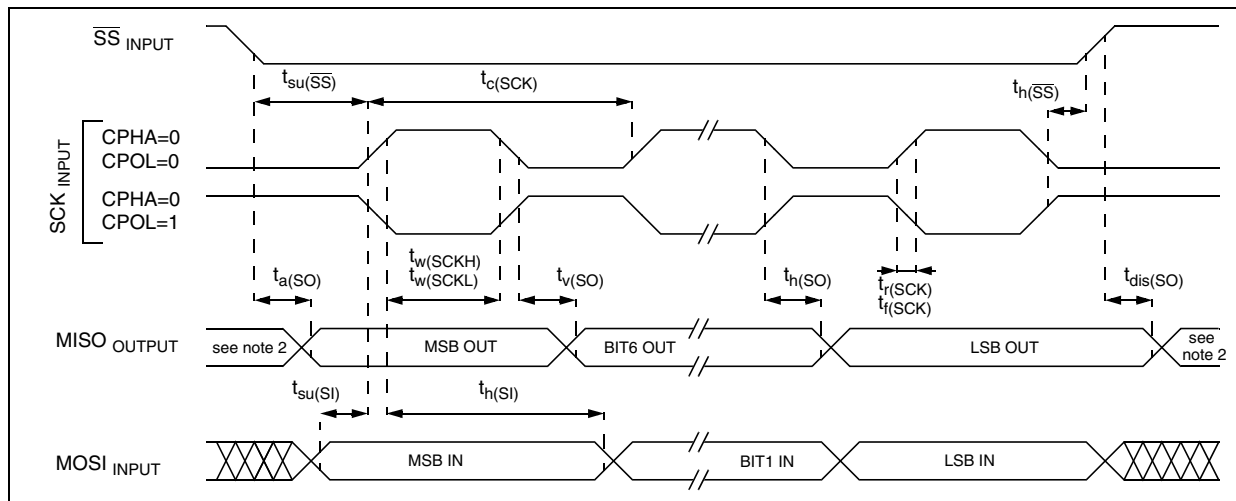 SS INPUT
tsu(SS)
tc(SCK)
th(SS)
SCK INPUT
CPHA=0
CPOL=0
CPHA=0
CPOL=1
ta(SO)
tw(SCKH)
tw(SCKL)
tv(SO)
th(SO)
tr(SCK)
tf(SCK)
tdis(SO)
MISO OUTPUT
see note 2
MSB OUT
BIT6 OUT
LSB OUT
see
note 2
tsu(SI)
th(SI)
MOSI INPUT
MSB IN
BIT1 IN
LSB IN